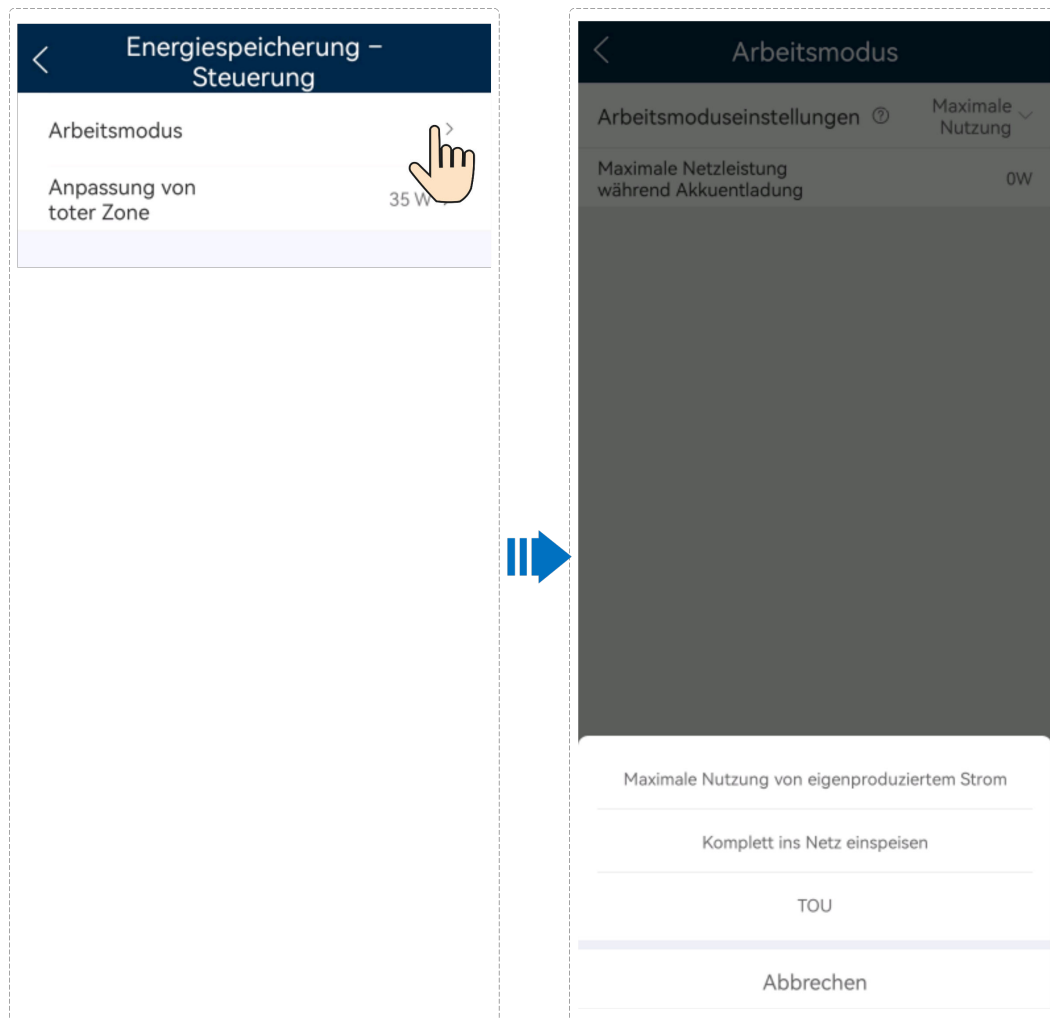 Energiespeicherung –
Steuerung
Arbeitsmodus
Anpassung von
toter Zone
35 W
Arbeitsmodus
Arbeitsmoduseinstellungen
Maximale
Nutzung
Maximale Netzleistung
während Akkuentladung
0W
Maximale Nutzung von eigenproduziertem Strom
Komplett ins Netz einspeisen
TOU
Abbrechen